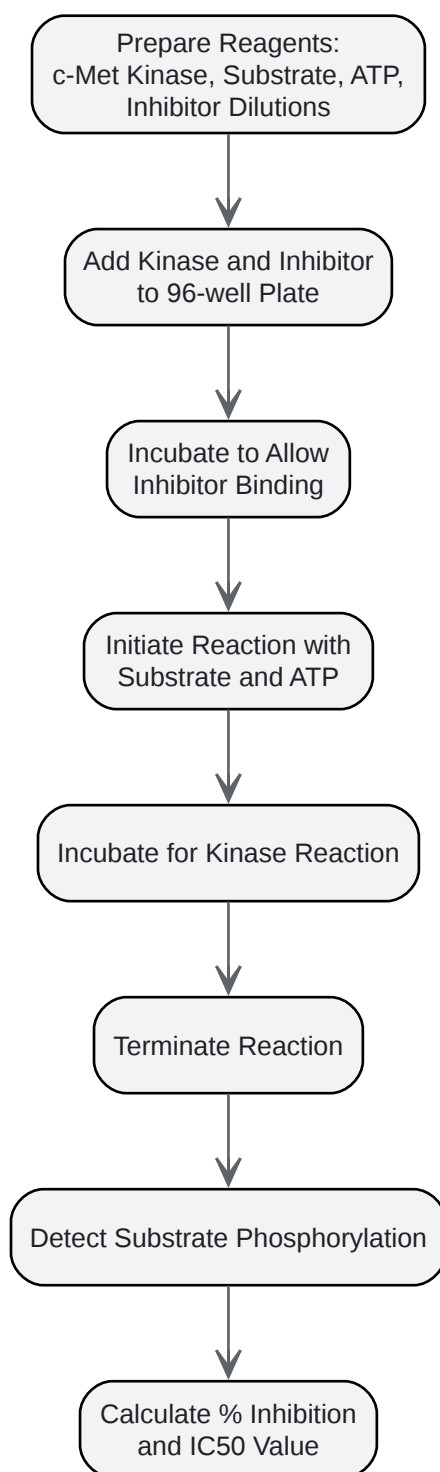 Prepare Reagents:
c-Met Kinase, Substrate, ATP,
Inhibitor Dilutions
Add Kinase and Inhibitor
to 96-well Plate
Incubate to Allow
Inhibitor Binding
Initiate Reaction with
Substrate and ATP
Incubate for Kinase Reaction
Terminate Reaction
Detect Substrate Phosphorylation
Calculate % Inhibition
and IC50 Value